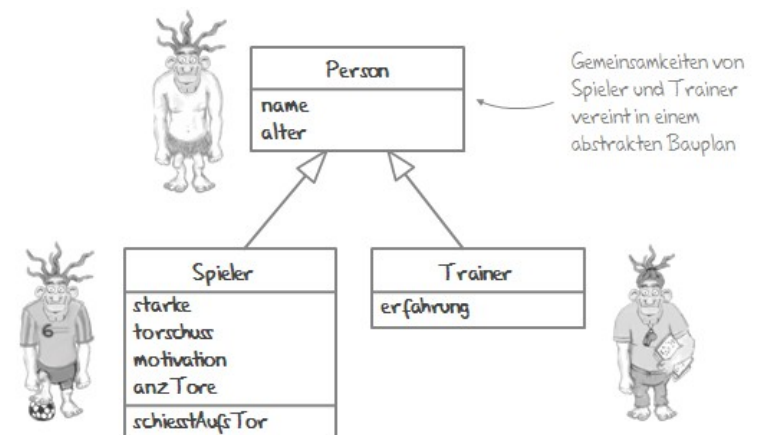 Person
name
alter
Gemeinsamkeiten von
Spieler und Trainer
vereint in einem
abstrakten Bauplan
Spieler
starke
torschuss
motivation
anzTore
schiesstAufsTor
Trainer
erfahrung
6